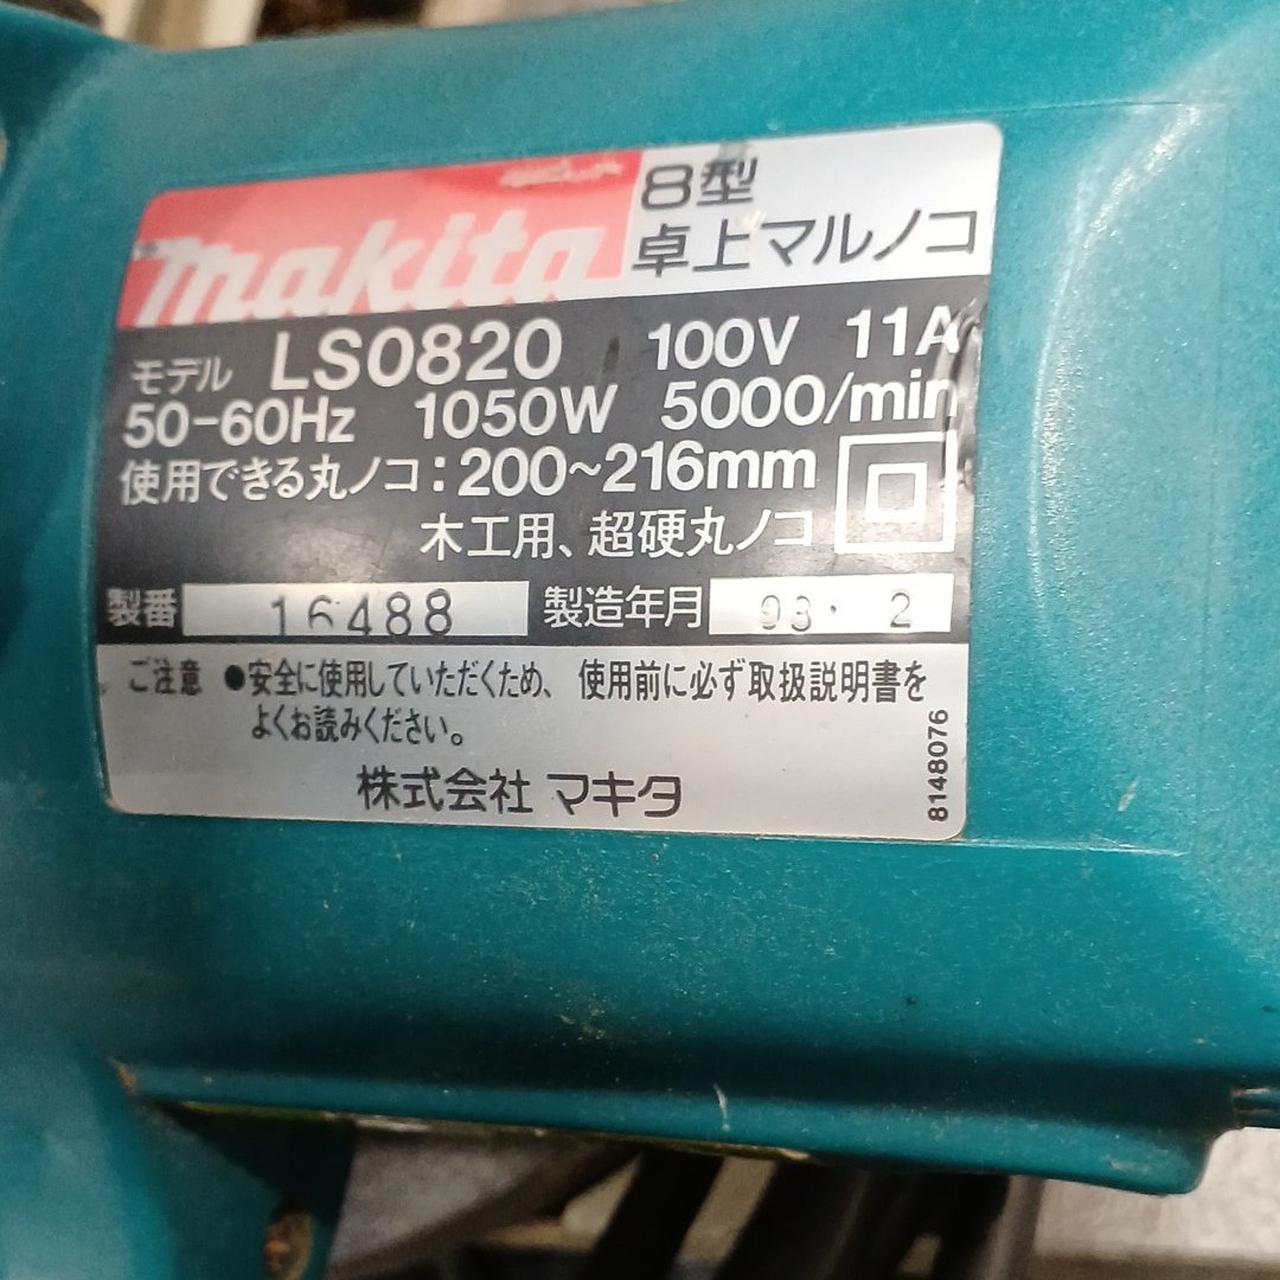 makita
8型
卓上マルノコ
モデル LS0820 100V 11A
50-60Hz 1050W 5000/min
使用できる丸ノコ:200~216mm
木工用、超硬丸ノコ
製番 16488 製造年月 93・ 2
ご注意 ●安全に使用していただくため、使用前に必ず取扱説明書を
よくお読みください。
株式会社 マキタ
8148076